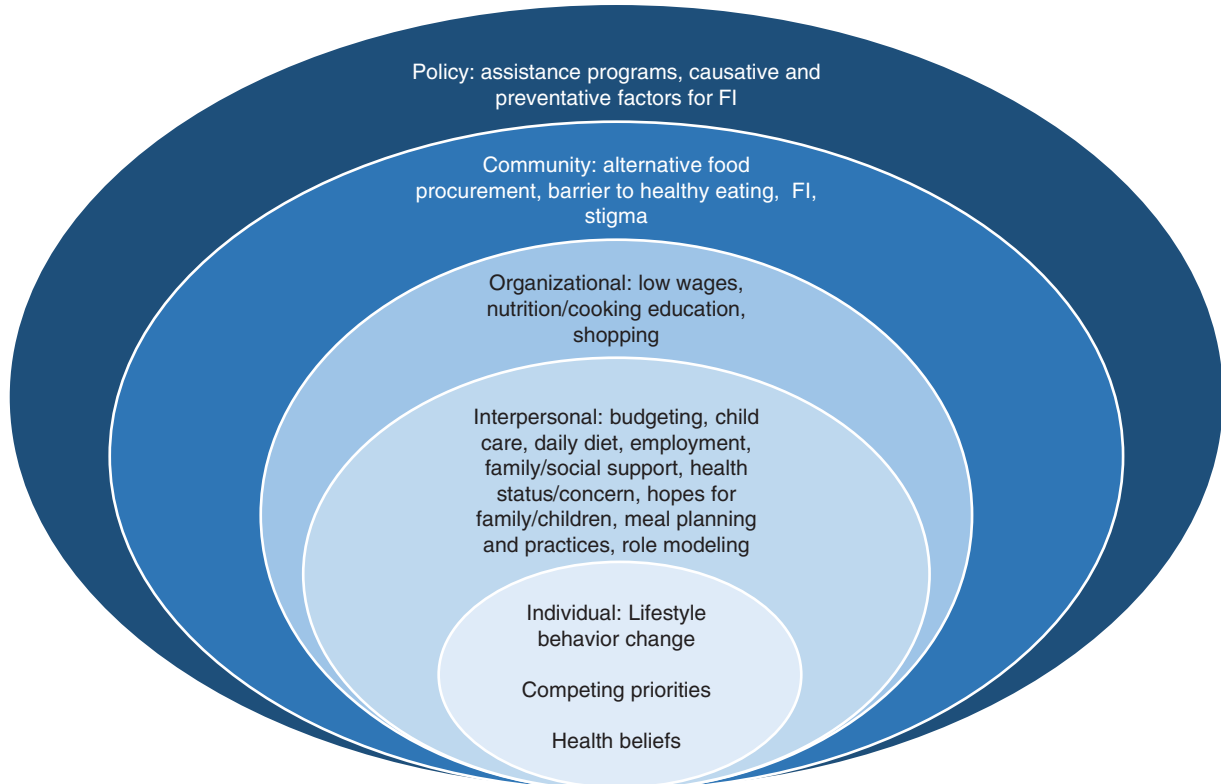 Policy: assistance programs, causative and
preventative factors for FI
Community: alternative food
procurement, barrier to healthy eating, FI,
stigma
Organizational: low wages,
nutrition/cooking education,
shopping
Interpersonal: budgeting, child
care, daily diet, employment,
family/social support, health
status/concern, hopes for
family/children, meal planning
and practices, role modeling
Individual: Lifestyle
behavior change
Competing priorities
Health beliefs